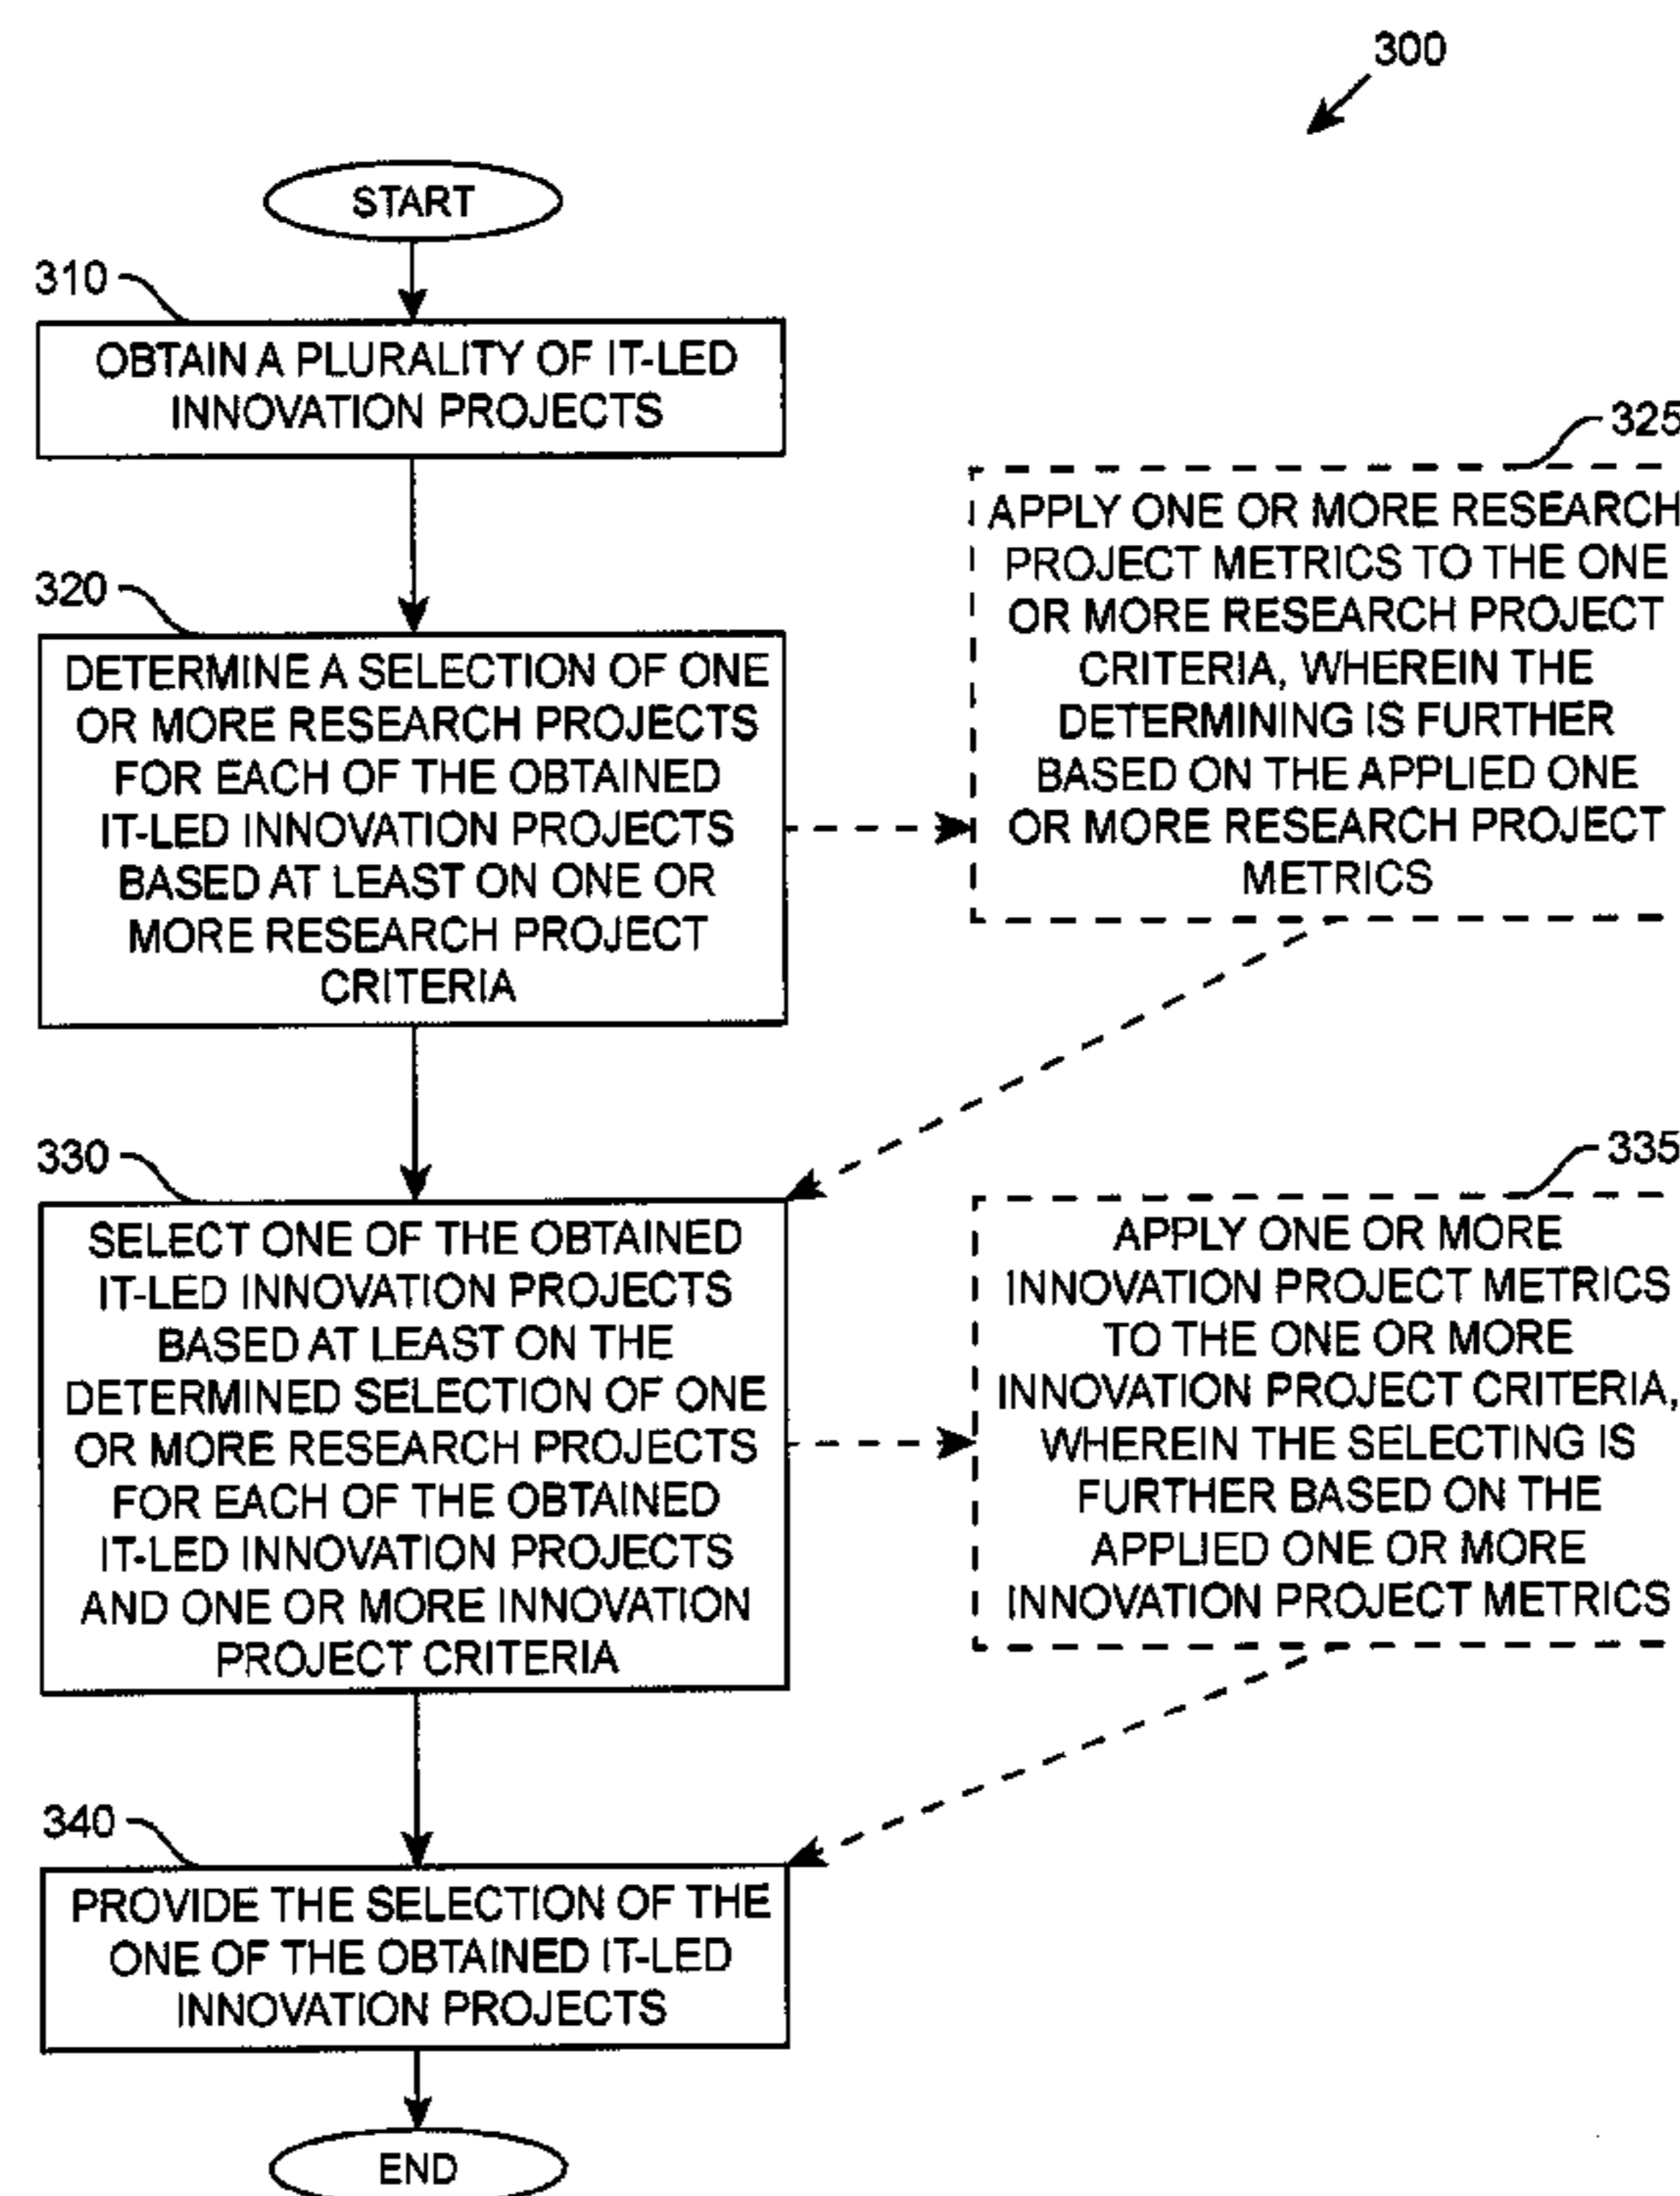 300
START
310
OBTAIN A PLURALITY OF IT-LED
INNOVATION PROJECTS
320
DETERMINE A SELECTION OF ONE
OR MORE RESEARCH PROJECTS
FOR EACH OF THE OBTAINED
IT-LED INNOVATION PROJECTS
BASED AT LEAST ON ONE OR
MORE RESEARCH PROJECT
CRITERIA
325
APPLY ONE OR MORE RESEARCH
PROJECT METRICS TO THE ONE
OR MORE RESEARCH PROJECT
CRITERIA, WHEREIN THE
DETERMINING IS FURTHER
BASED ON THE APPLIED ONE
OR MORE RESEARCH PROJECT
METRICS
330
SELECT ONE OF THE OBTAINED
IT-LED INNOVATION PROJECTS
BASED AT LEAST ON THE
DETERMINED SELECTION OF ONE
OR MORE RESEARCH PROJECTS
FOR EACH OF THE OBTAINED
IT-LED INNOVATION PROJECTS
AND ONE OR MORE INNOVATION
PROJECT CRITERIA
335
APPLY ONE OR MORE
INNOVATION PROJECT METRICS
TO THE ONE OR MORE
INNOVATION PROJECT CRITERIA,
WHEREIN THE SELECTING IS
FURTHER BASED ON THE
APPLIED ONE OR MORE
INNOVATION PROJECT METRICS
340
PROVIDE THE SELECTION OF THE
ONE OF THE OBTAINED IT-LED
INNOVATION PROJECTS
END